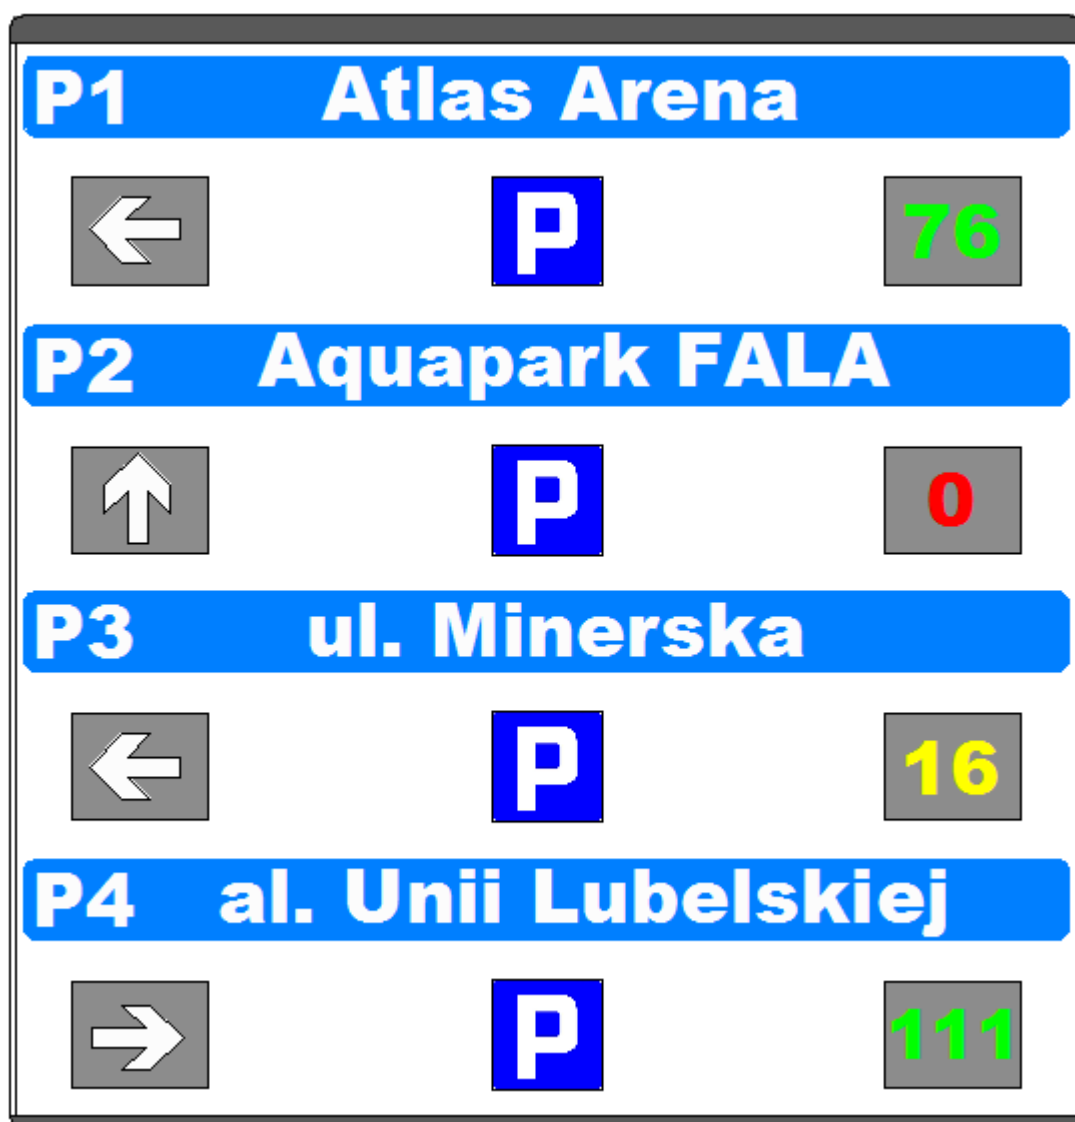 P1 Atlas Arena
P 76
P2 Aquapark FALA
P 0
P3 ul. Minerska
P 16
P4 al. Unii Lubelskiej
P 111